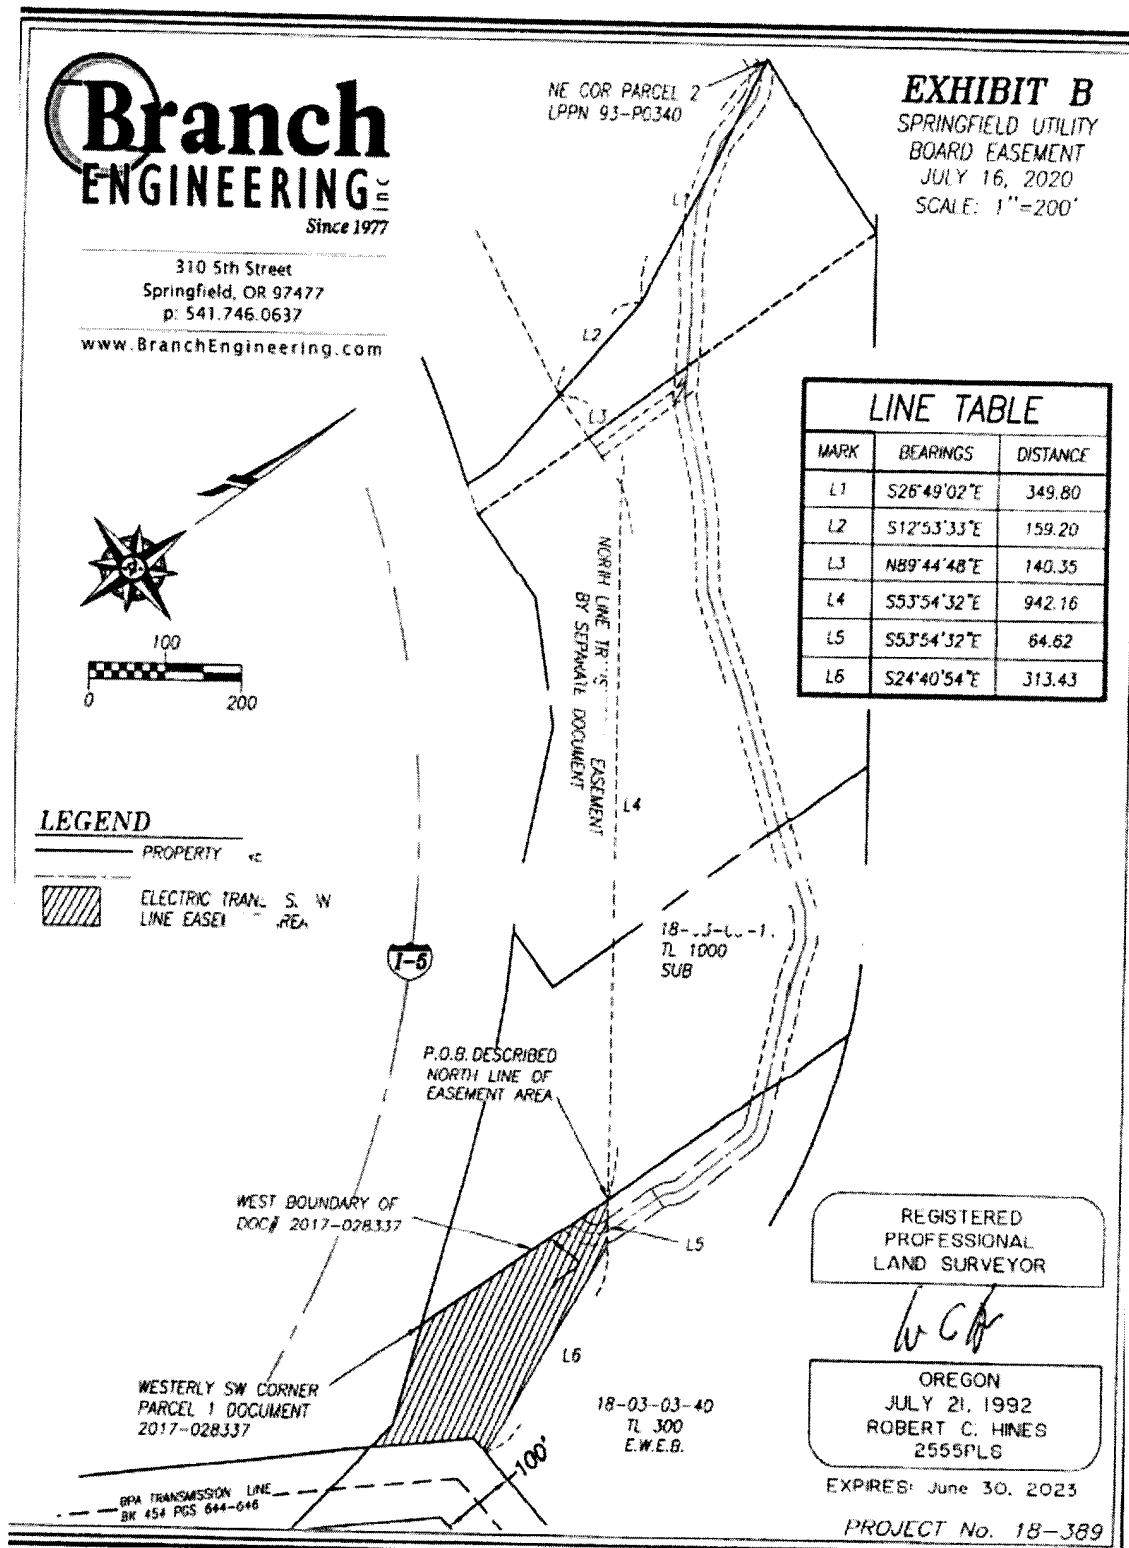 Branch
ENGINEERING INC
Since 1977
310 5th Street
Springfield, OR 97477
p: 541.746.0637
www.BranchEngineering.com
NE COR PARCEL 2
LPPN 93-P0340
EXHIBIT B
SPRINGFIELD UTILITY
BOARD EASEMENT
JULY 16, 2020
SCALE: 1"=200'
L1
L2
L3
LINE TABLE
MARK BEARINGS DISTANCE
L1 S26°49'02"E 349.80
L2 S12°53'33"E 159.20
L3 N89°44'48"E 140.35
L4 S53°54'32"E 942.16
L5 S53°54'32"E 64.62
L6 S24°40'54"E 313.43
100
0 200
NORTH LINE EASEMENT
BY SEPARATE DOCUMENT
L4
LEGEND
PROPERTY
ELECTRIC
LINE
I-5
TL 1000
SUB
P.O.B. DESCRIBED
NORTH LINE OF
EASEMENT AREA
WEST BOUNDARY OF
DOC# 2017-028337
L5
L6
WESTERLY SW CORNER
PARCEL 1 DOCUMENT
2017-028337
18-03-03-40
TL 300
E.W.E.B.
100'
BPA TRANSMISSION LINE
BK 454 PGS 644-646
REGISTERED
PROFESSIONAL
LAND SURVEYOR
OREGON
JULY 21, 1992
ROBERT C. HINES
2555PLS
EXPIRES: June 30, 2023
PROJECT No. 18-389